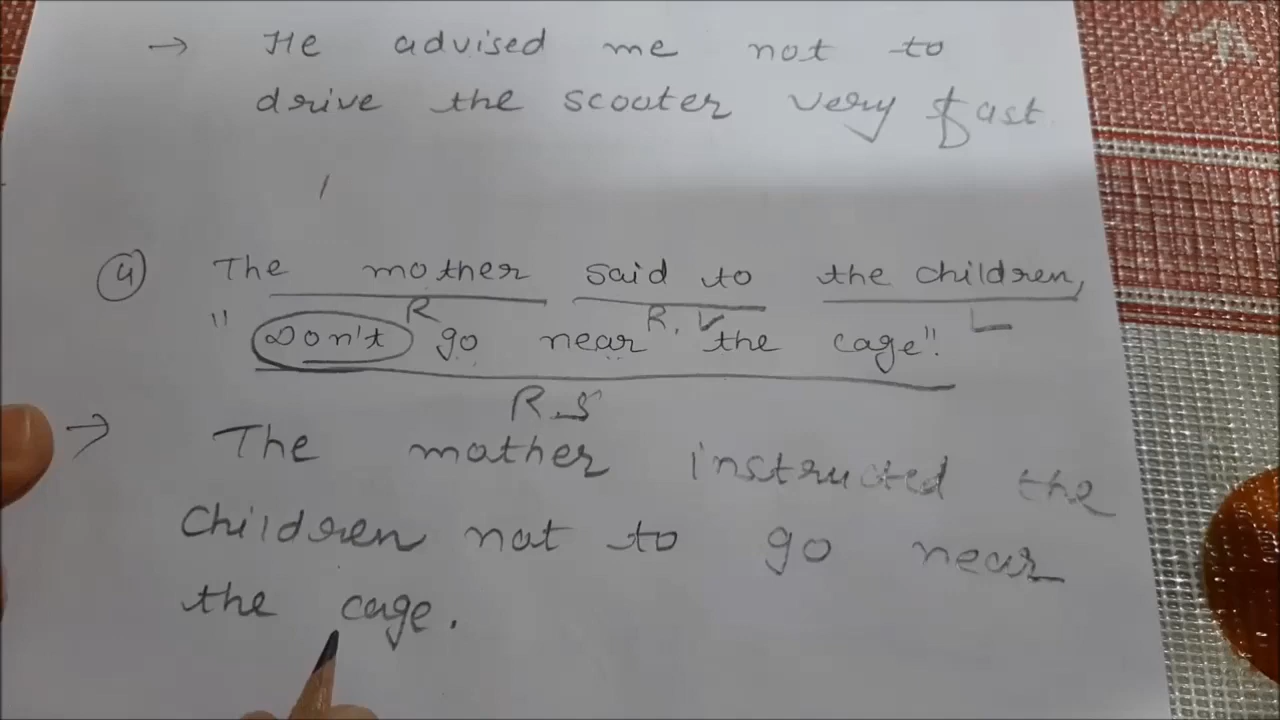 → He advised me not to
drive the scooter very fast.
④ The mother said to the children,
R R.V L
"Don't go near the cage".
R.S
→ The mother instructed the
children not to go near
the cage.